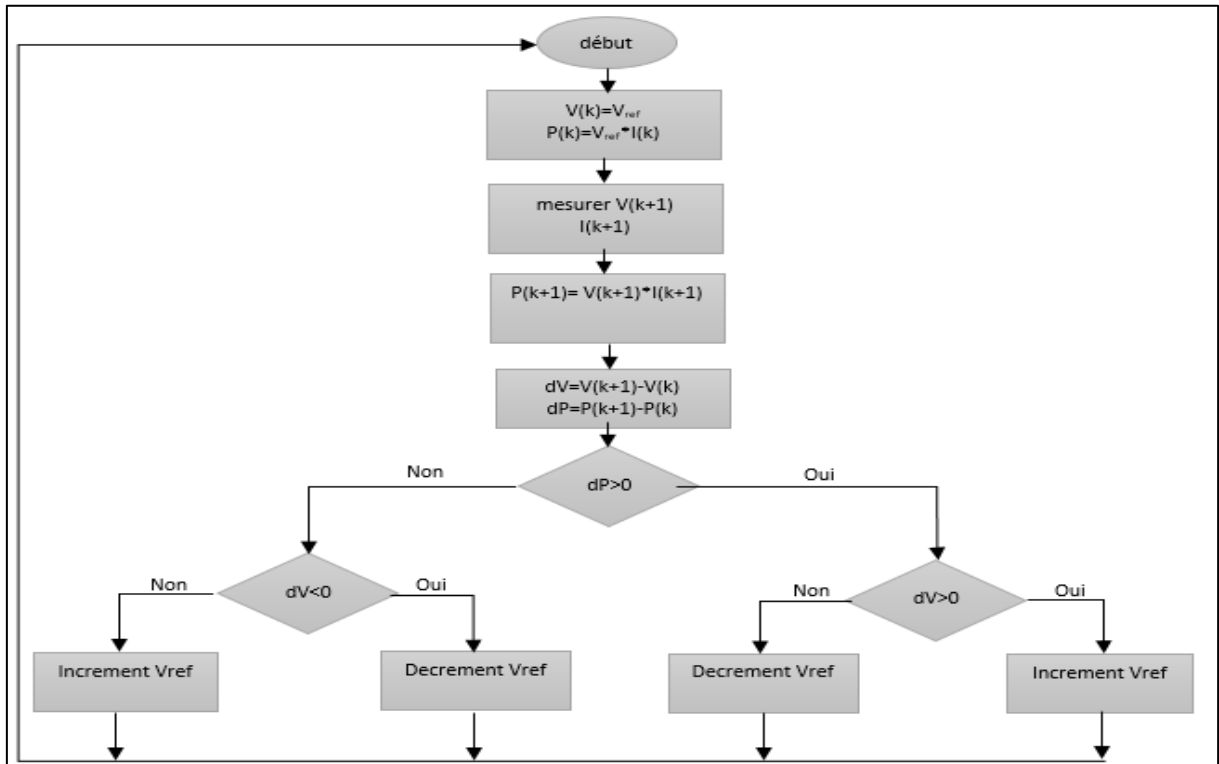 début
V(k)=Vref
P(k)=Vref*I(k)
mesurer V(k+1)
I(k+1)
P(k+1)= V(k+1)*I(k+1)
dV=V(k+1)-V(k)
dP=P(k+1)-P(k)
Non
dP>0
Oui
Non
dV<0
Oui
Non
dV>0
Oui
Increment Vref
Decrement Vref
Decrement Vref
Increment Vref